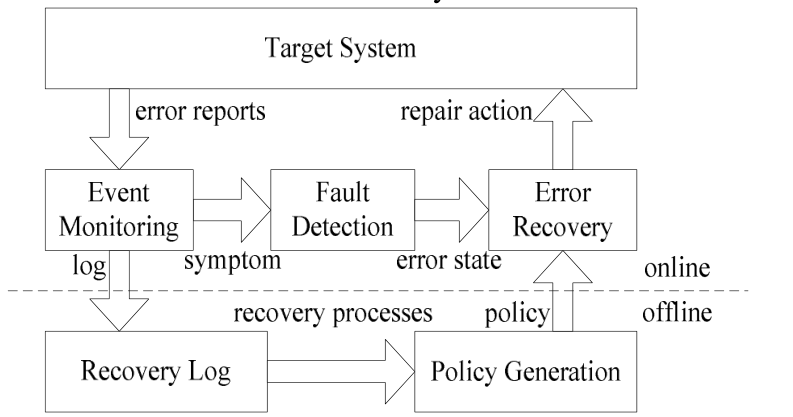 Target System
error reports
repair action
Event
Monitoring
Fault
Detection
Error
Recovery
symptom
error state
log
online
offline
recovery processes
policy
Recovery Log
Policy Generation